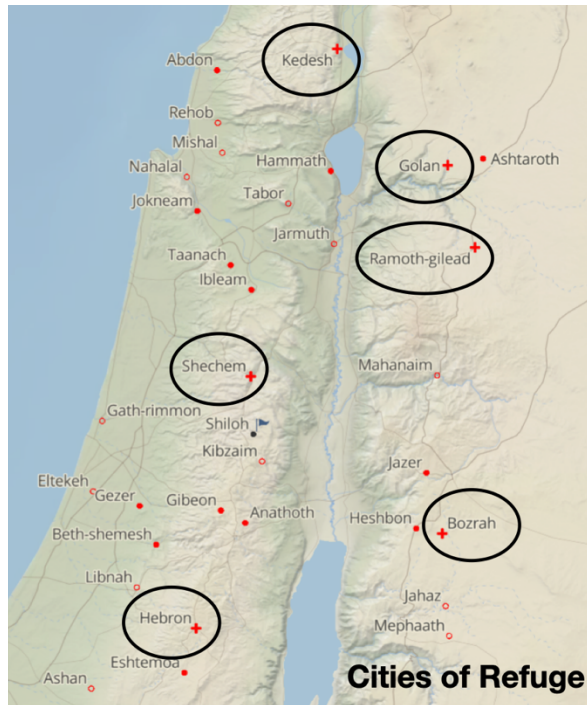 Kedesh
Abdon
Rehob
Mishal
Hammath
Golan
Ashtaroth
Nahalal
Tabor
Jokneam
Jarmuth
Ramoth-gilead
Taanach
Ibleam
Shechem
Mahanaim
Gath-rimmon
Shiloh
Kibzaim
Jazer
Eltekeh
Gezer
Gibeon
Anathoth
Heshbon
Bozrah
Beth-shemesh
Libnah
Jahaz
Hebron
Mephaath
Eshtemoa
Ashan
Cities of Refuge